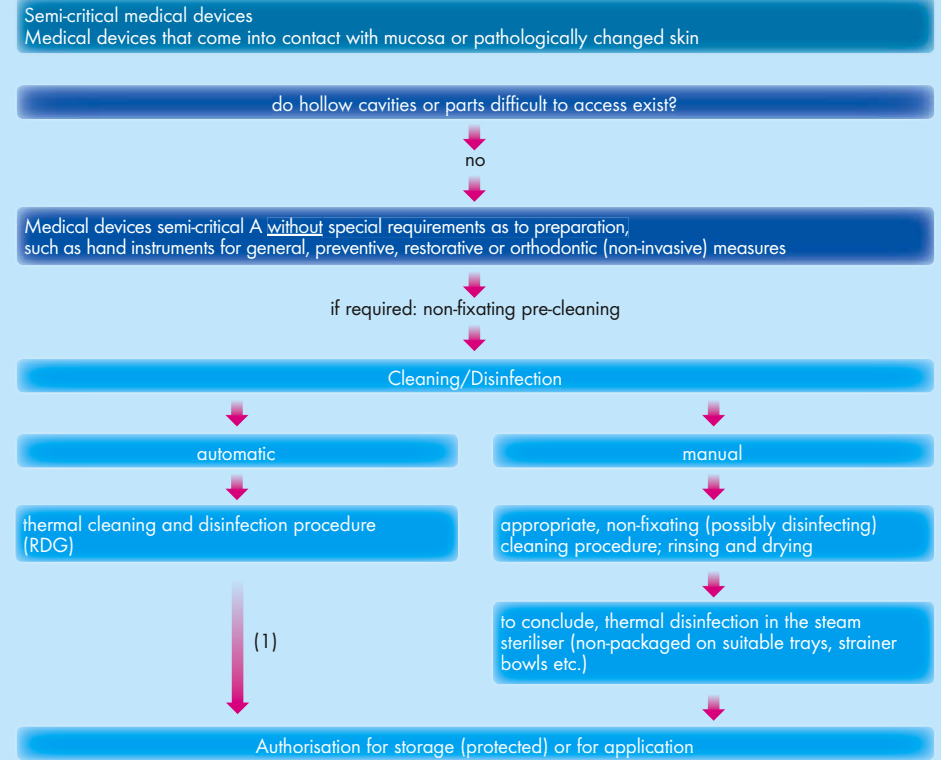 Semi-critical medical devices
Medical devices that come into contact with mucosa or pathologically changed skin
do hollow cavities or parts difficult to access exist?
no
Medical devices semi-critical A without special requirements as to preparation,
such as hand instruments for general, preventive, restorative or orthodontic (non-invasive) measures
if required: non-fixating pre-cleaning
Cleaning/Disinfection
automatic
manual
thermal cleaning and disinfection procedure
(RDG)
appropriate, non-fixating (possibly disinfecting)
cleaning procedure; rinsing and drying
(1)
to conclude, thermal disinfection in the steam
steriliser (non-packaged on suitable trays, strainer
bowls etc.)
Authorisation for storage (protected) or for application